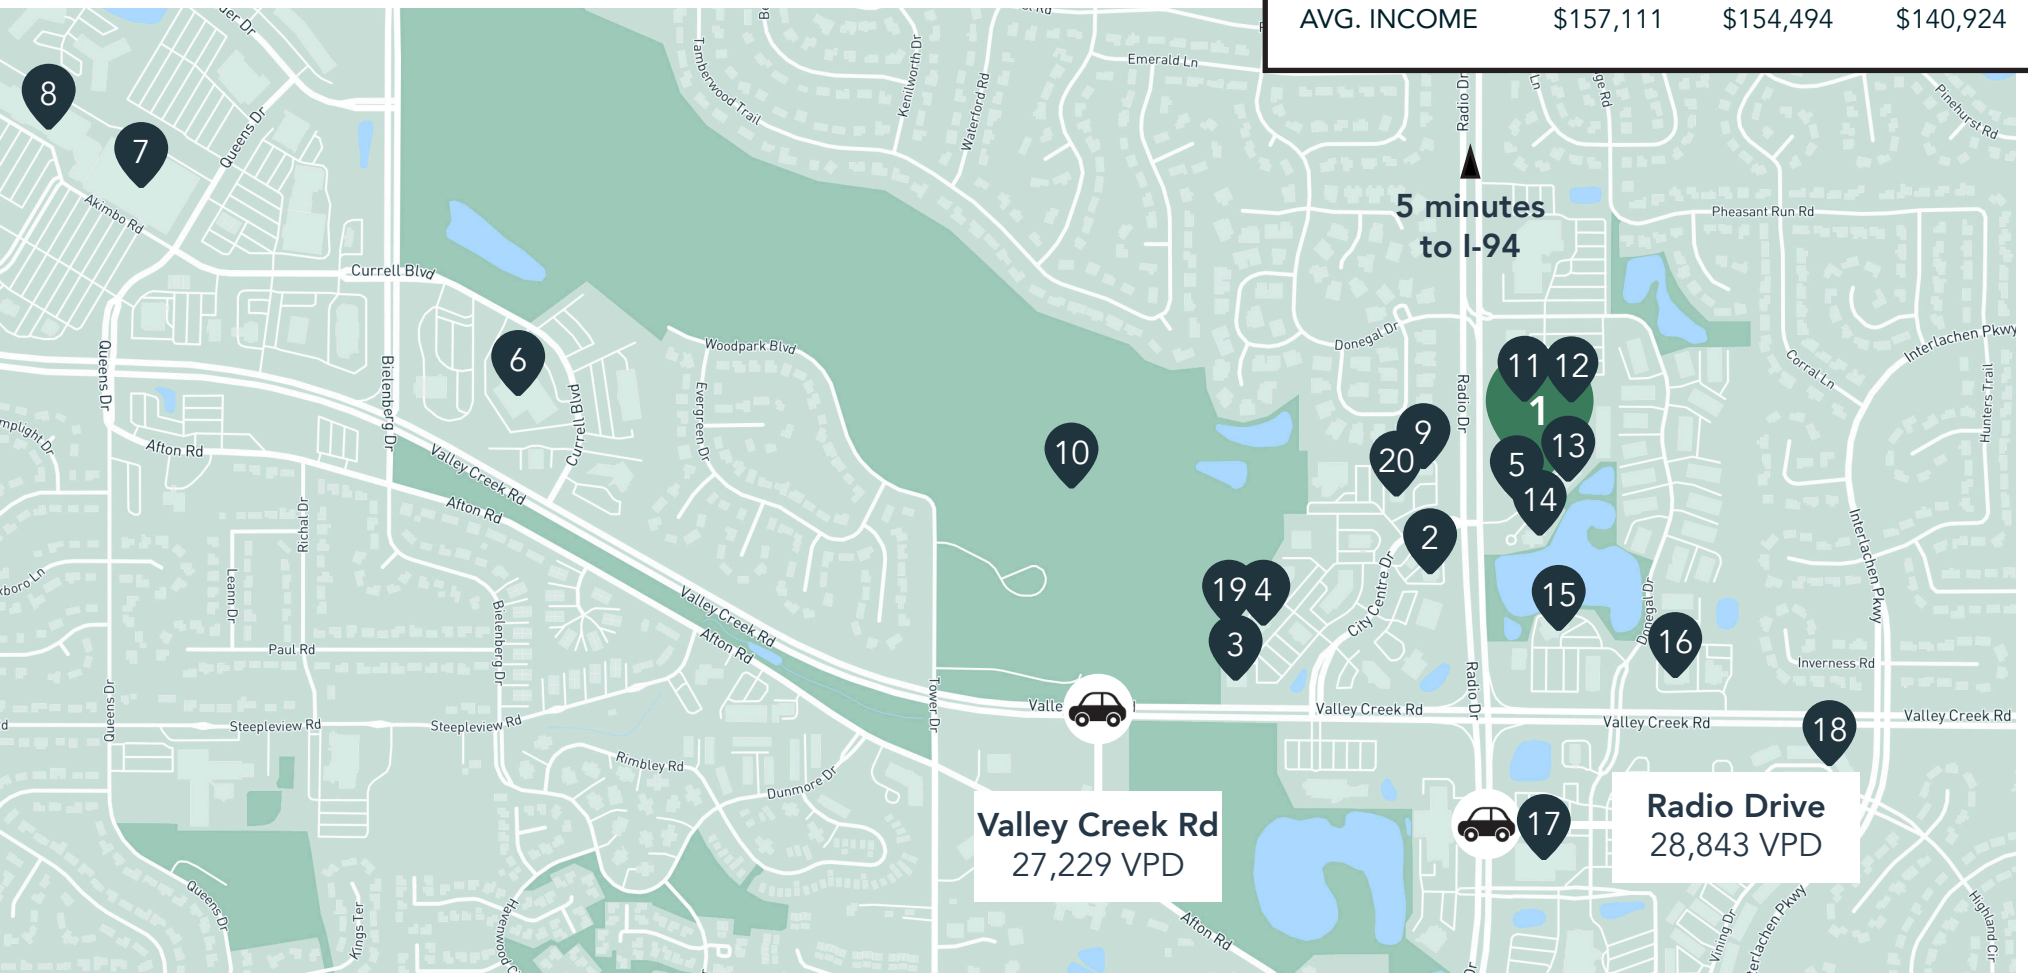 AVG. INCOME $157,111 $154,494 $140,924
Emerald Ln
Tamberwood Trail
Kenilworth Dr
Waterford Rd
Radio Dr
Ln
Pinehurst Rd
8
7
Queens Dr
Akimbo Rd
5 minutes
to I-94
Pheasant Run Rd
Currell Blvd
Interlachen Pkwy
Donegal Dr
Woodpark Blvd
Corral Ln
Hunters Trail
6
11 12
1
Queens Dr
Bielenberg Dr
Currell Blvd
Evergreen Dr
Radio Dr
9
20
10
5
13
14
Afton Rd
Valley Creek Rd
Afton Rd
Richal Dr
2
Interlachen Pkwy
Leann Dr
19 4
3
City Centre Dr
15
Donegal Dr
16
Bielenberg Dr
Valley Creek Rd
Afton Rd
Paul Rd
Inverness Rd
Queens Dr
Steepleview Rd
Steepleview Rd
Tower Dr
Valley Creek Rd
Radio Dr
Valley Creek Rd
Valley Creek Rd
18
Rimbley Rd
Dunmore Dr
Valley Creek Rd
27,229 VPD
17
Radio Drive
28,843 VPD
Queens Dr
Kings Ter
Afton Rd
Vining Dr
Highland Cir